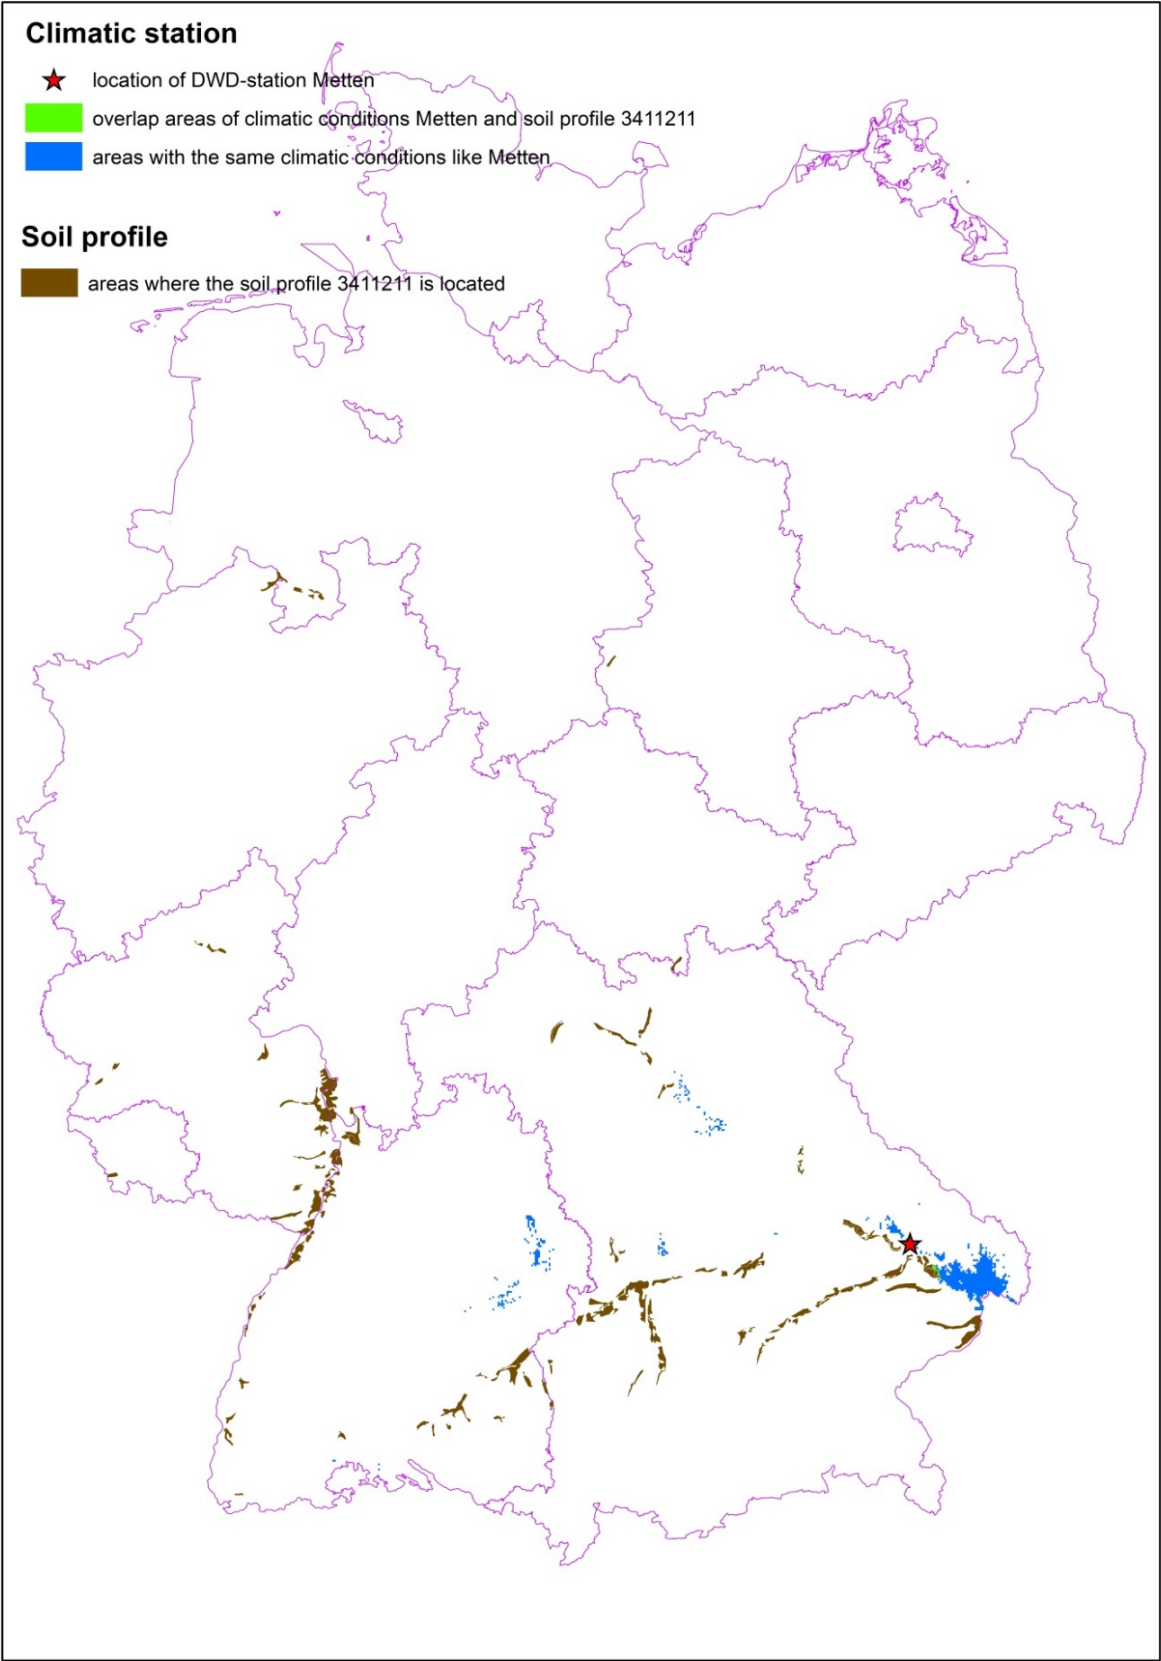 Climatic station
location of DWD-station Metten
overlap areas of climatic conditions Metten and soil profile 3411211
areas with the same climatic conditions like Metten
Soil profile
areas where the soil profile 3411211 is located